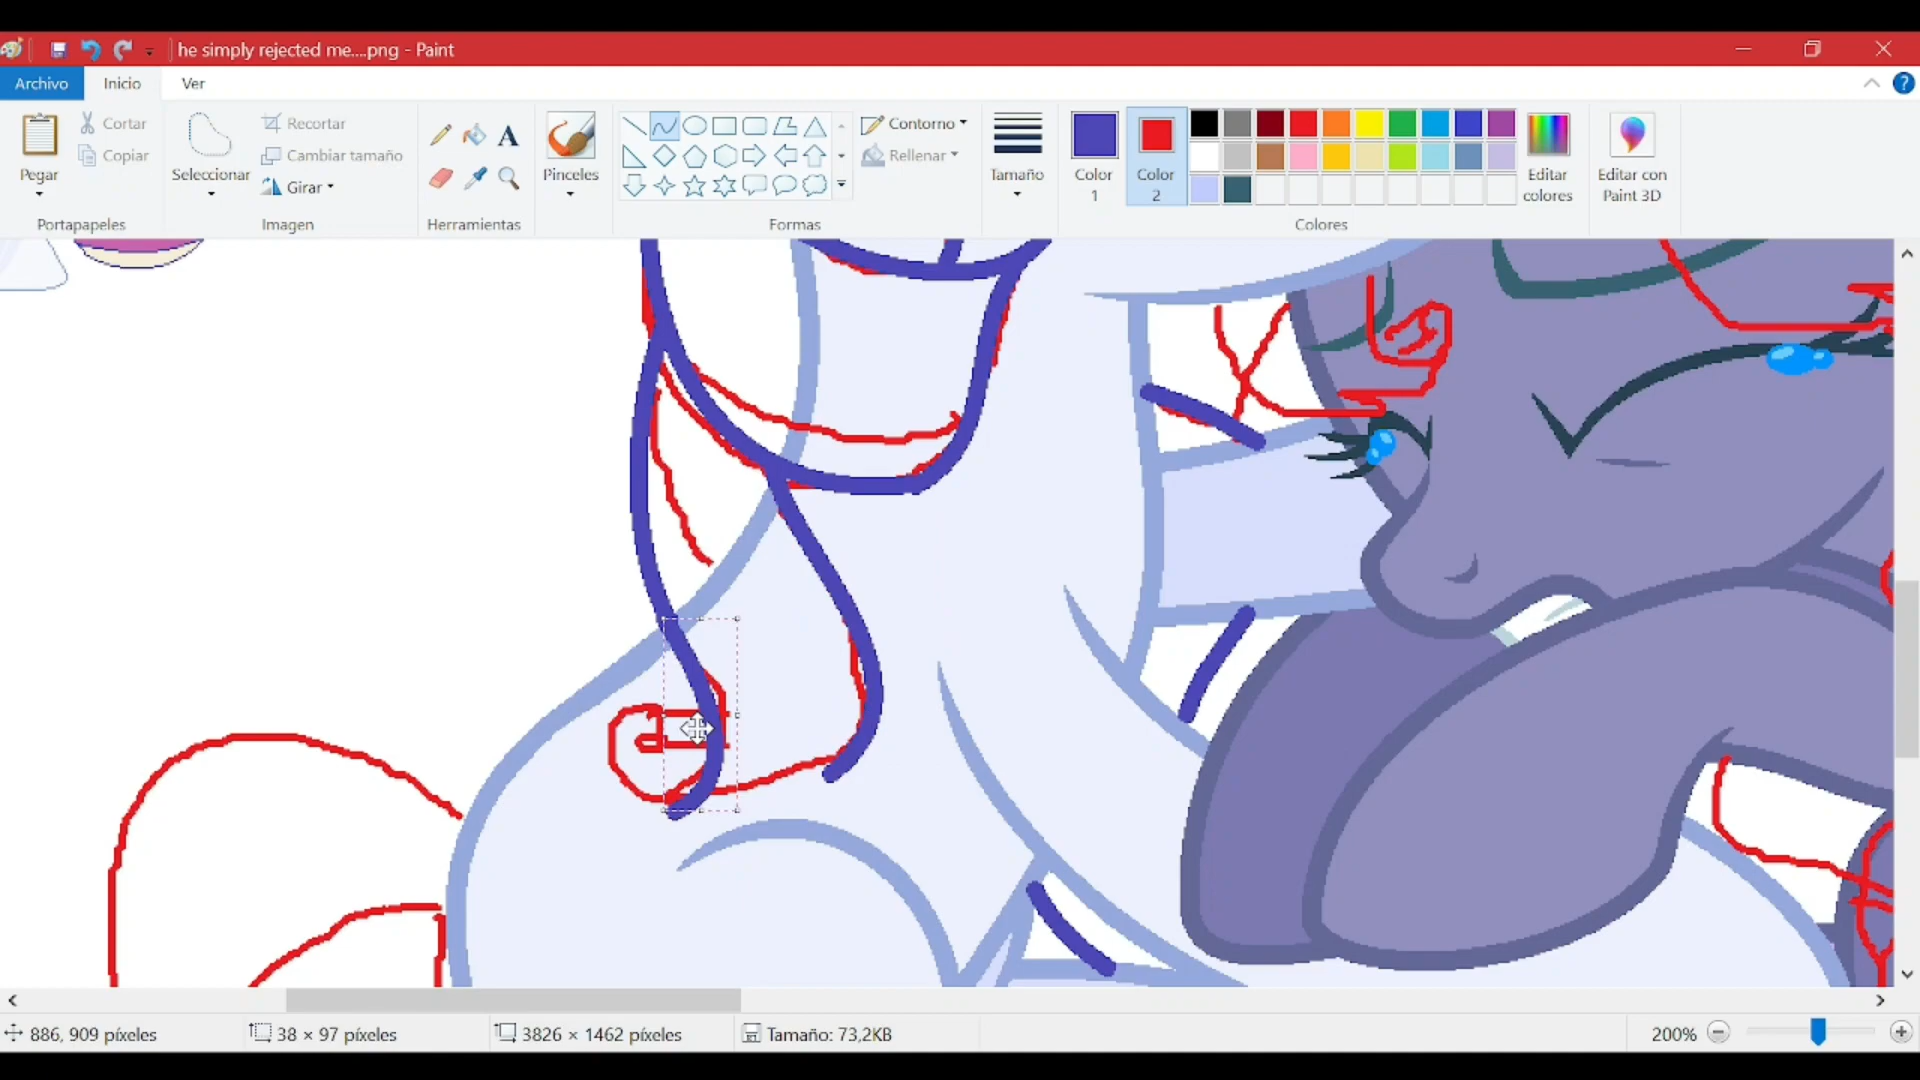 he simply rejected me....png - Paint
Archivo Inicio Ver
Pegar
Cortar
Copiar
Portapapeles
Seleccionar
Recortar
Cambiar tamaño
Girar
Imagen
A
Herramientas
Pinceles
Contorno
Rellenar
Formas
Tamaño
Color 1
Color 2
Colores
Editar colores
Editar con Paint 3D
886, 909 píxeles
38 × 97 píxeles
3826 × 1462 píxeles
Tamaño: 73,2KB
200%